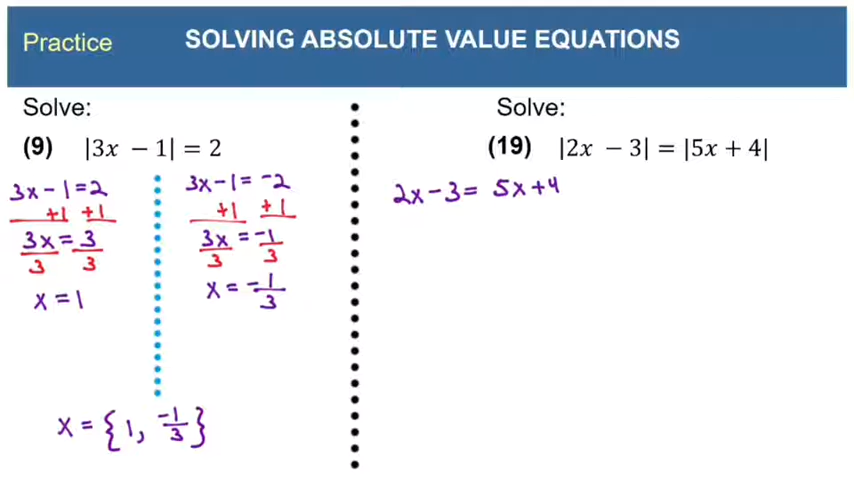 Practice
SOLVING ABSOLUTE VALUE EQUATIONS
Solve:
(9) |3x − 1| = 2
3x-1=2
+1 +1
3x = 3
3 3
x = 1
3x-1= -2
+1 +1
3x = -1
3 3
x = -1/3
x = {1, -1/3}
Solve:
(19) |2x − 3| = |5x + 4|
2x-3= 5x+4